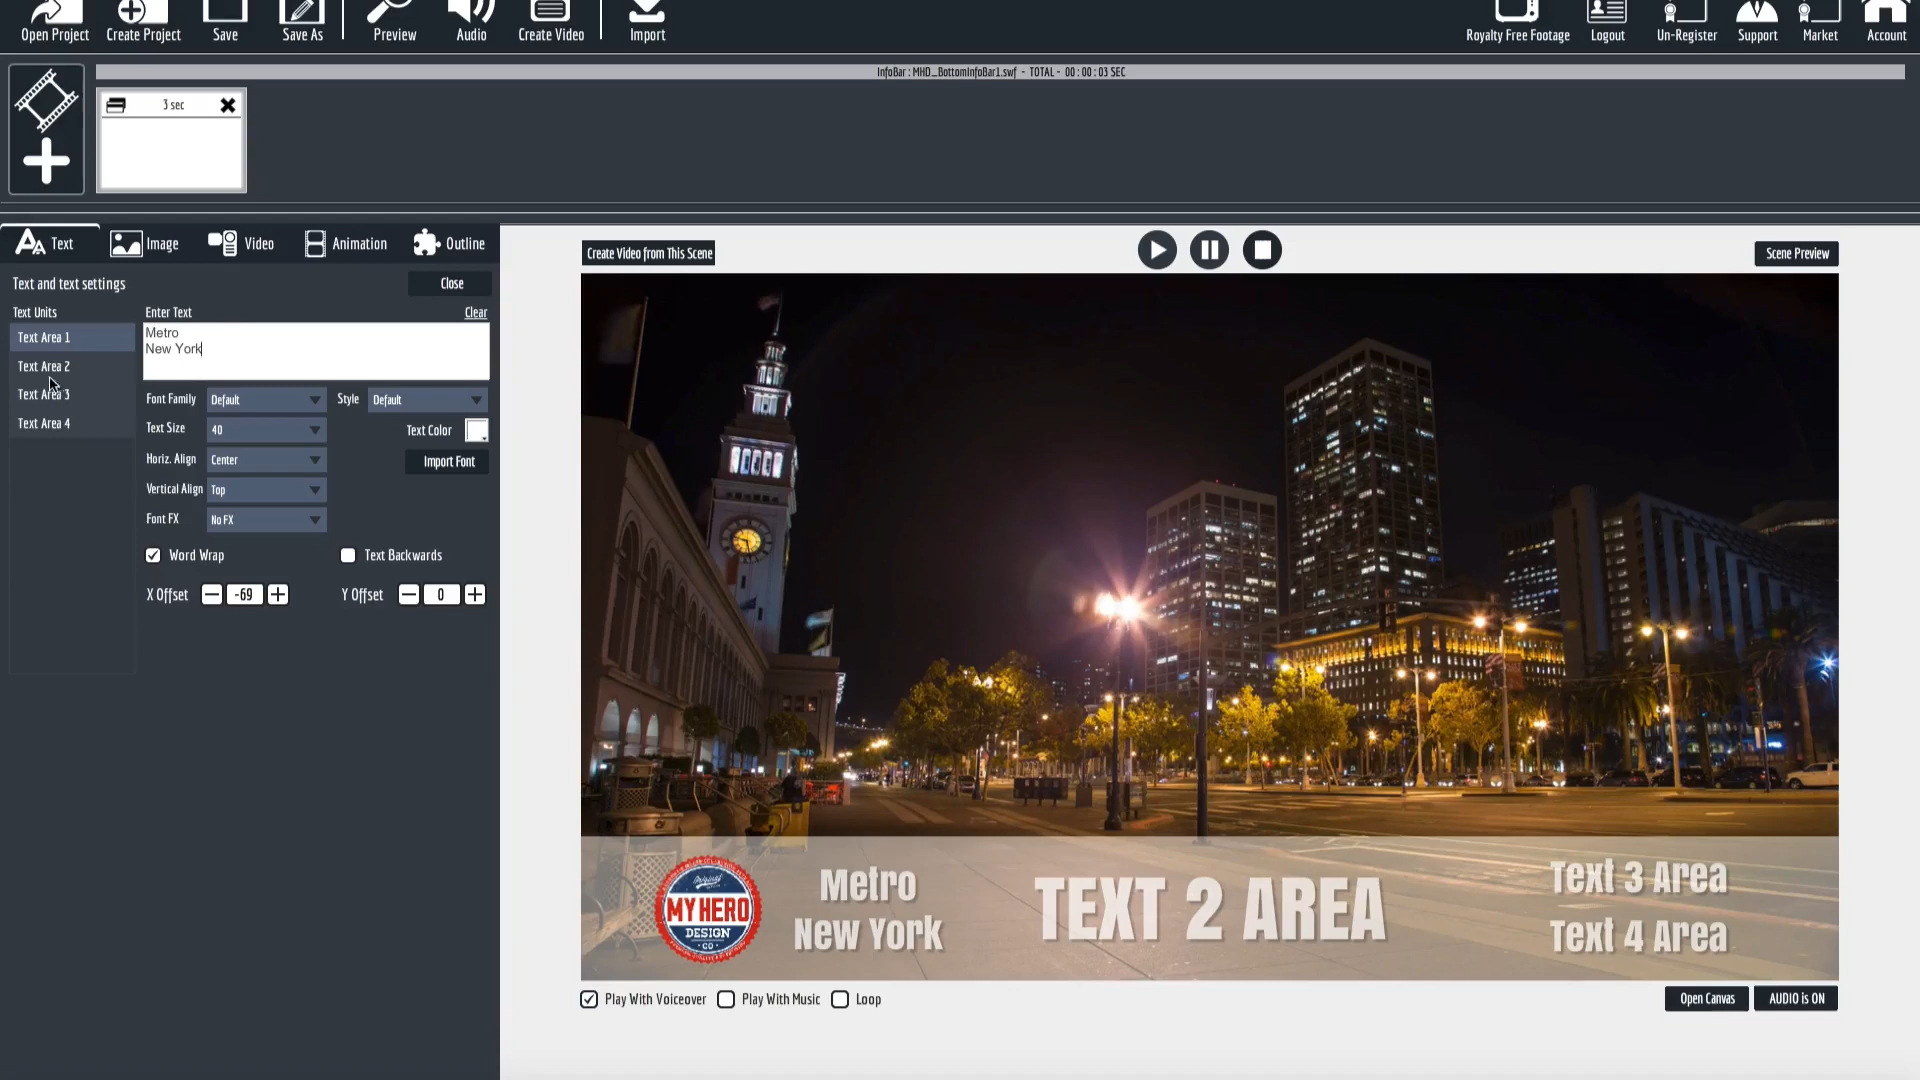 Open Project
Create Project
Save
Save As
Preview
Audio
Create Video
Import
Royalty Free Footage
Logout
Un-Register
Support
Market
Account
InfoBar : MHD_BottomInfoBar1.swf - TOTAL - 00 : 00 : 03 SEC
3 sec
Text
Image
Video
Animation
Outline
Text and text settings
Close
Text Units
Enter Text
Clear
Text Area 1
Text Area 2
Text Area 3
Text Area 4
Metro
New York
Font Family
Default
Style
Default
Text Size
40
Text Color
Horiz. Align
Center
Import Font
Vertical Align
Top
Font FX
No FX
Word Wrap
Text Backwards
X Offset
-69
Y Offset
0
Create Video from This Scene
Scene Preview
Original
MY HERO
DESIGN
CO
Metro
New York
TEXT 2 AREA
Text 3 Area
Text 4 Area
Play With Voiceover
Play With Music
Loop
Open Canvas
AUDIO is ON